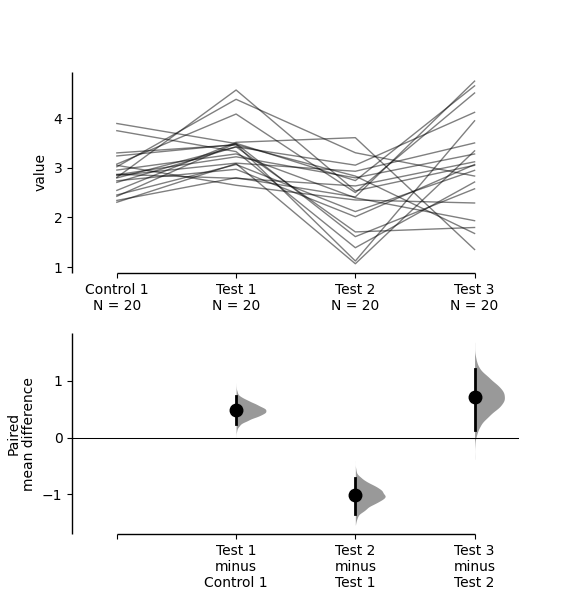 4
3
2
1
value
Control 1 Test 1 Test 2 Test 3
N = 20 N = 20 N = 20 N = 20
1
0
−1
Paired
mean difference
Test 1 Test 2 Test 3
minus minus minus
Control 1 Test 1 Test 2